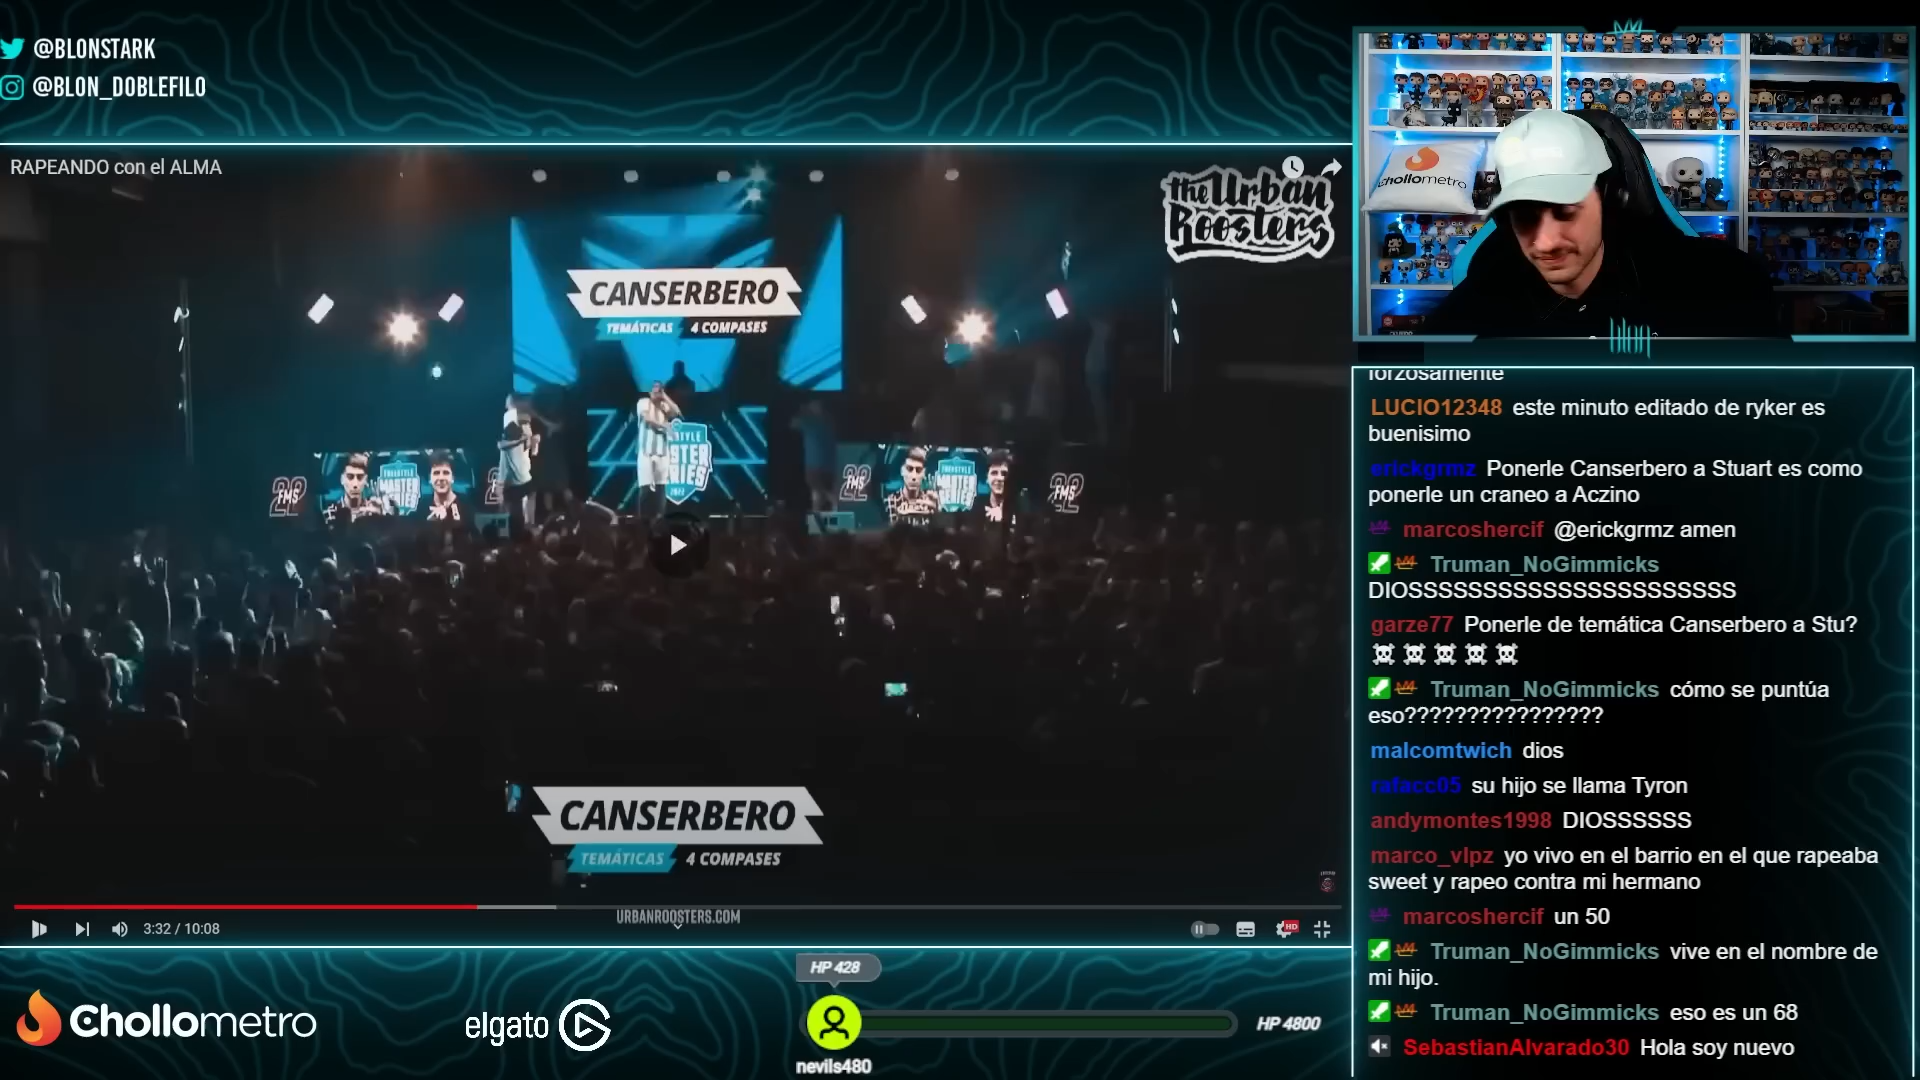 @BLONSTARK
@BLON_DOBLEFILO
RAPEANDO con el ALMA
the Urban
Roosters
CANSERBERO
TEMÁTICAS 4 COMPASES
FMS
FMS
FMS
CANSERBERO
TEMÁTICAS 4 COMPASES
URBANROOSTERS.COM
3:32 / 10:08
HD
Chollometro
elgato
HP 428
HP 4800
nevils480
chollometro
forzosamente
LUCIO12348 este minuto editado de ryker es
buenisimo
erickgrmz Ponerle Canserbero a Stuart es como
ponerle un craneo a Aczino
marcoshercif @erickgrmz amen
Truman_NoGimmicks
DIOSSSSSSSSSSSSSSSSSSSSSS
garze77 Ponerle de temática Canserbero a Stu?
☠☠☠☠☠
Truman_NoGimmicks cómo se puntúa
eso????????????????
malcomtwich dios
rafacc05 su hijo se llama Tyron
andymontes1998 DIOSSSSSS
marco_vlpz yo vivo en el barrio en el que rapeaba
sweet y rapeo contra mi hermano
marcoshercif un 50
Truman_NoGimmicks vive en el nombre de
mi hijo.
Truman_NoGimmicks eso es un 68
SebastianAlvarado30 Hola soy nuevo